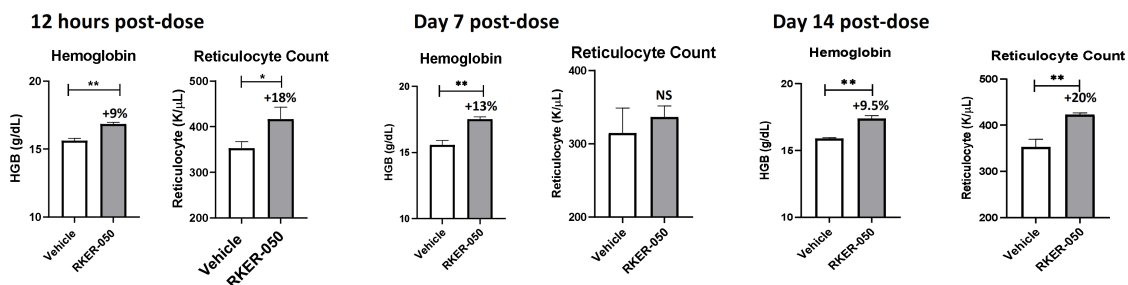 12 hours post-dose
Hemoglobin
**
+9%
20
15
10
HGB (g/dL)
Vehicle
RKER-050
Reticulocyte Count
*
+18%
500
400
300
200
Reticulocyte (K/µL)
Vehicle
RKER-050
Day 7 post-dose
Hemoglobin
**
+13%
20
15
10
HGB (g/dL)
Vehicle
RKER-050
Reticulocyte Count
NS
400
300
200
Reticulocyte (K/µL)
Vehicle
RKER-050
Day 14 post-dose
Hemoglobin
**
+9.5%
20
15
10
HGB (g/dL)
Vehicle
RKER-050
Reticulocyte Count
**
+20%
500
400
300
200
Reticulocyte (K/µL)
Vehicle
RKER-050